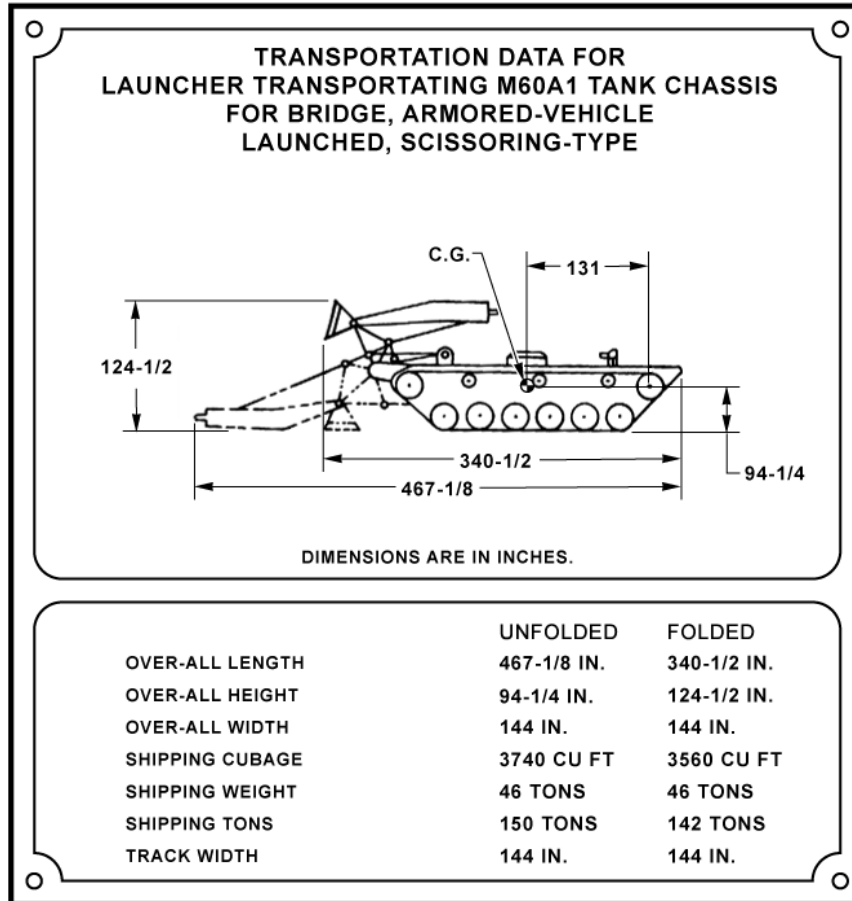 TRANSPORTATION DATA FOR
LAUNCHER TRANSPORTATING M60A1 TANK CHASSIS
FOR BRIDGE, ARMORED-VEHICLE
LAUNCHED, SCISSORING-TYPE
C.G.
131
124-1/2
340-1/2
94-1/4
467-1/8
DIMENSIONS ARE IN INCHES.
UNFOLDED FOLDED
OVER-ALL LENGTH 467-1/8 IN. 340-1/2 IN.
OVER-ALL HEIGHT 94-1/4 IN. 124-1/2 IN.
OVER-ALL WIDTH 144 IN. 144 IN.
SHIPPING CUBAGE 3740 CU FT 3560 CU FT
SHIPPING WEIGHT 46 TONS 46 TONS
SHIPPING TONS 150 TONS 142 TONS
TRACK WIDTH 144 IN. 144 IN.